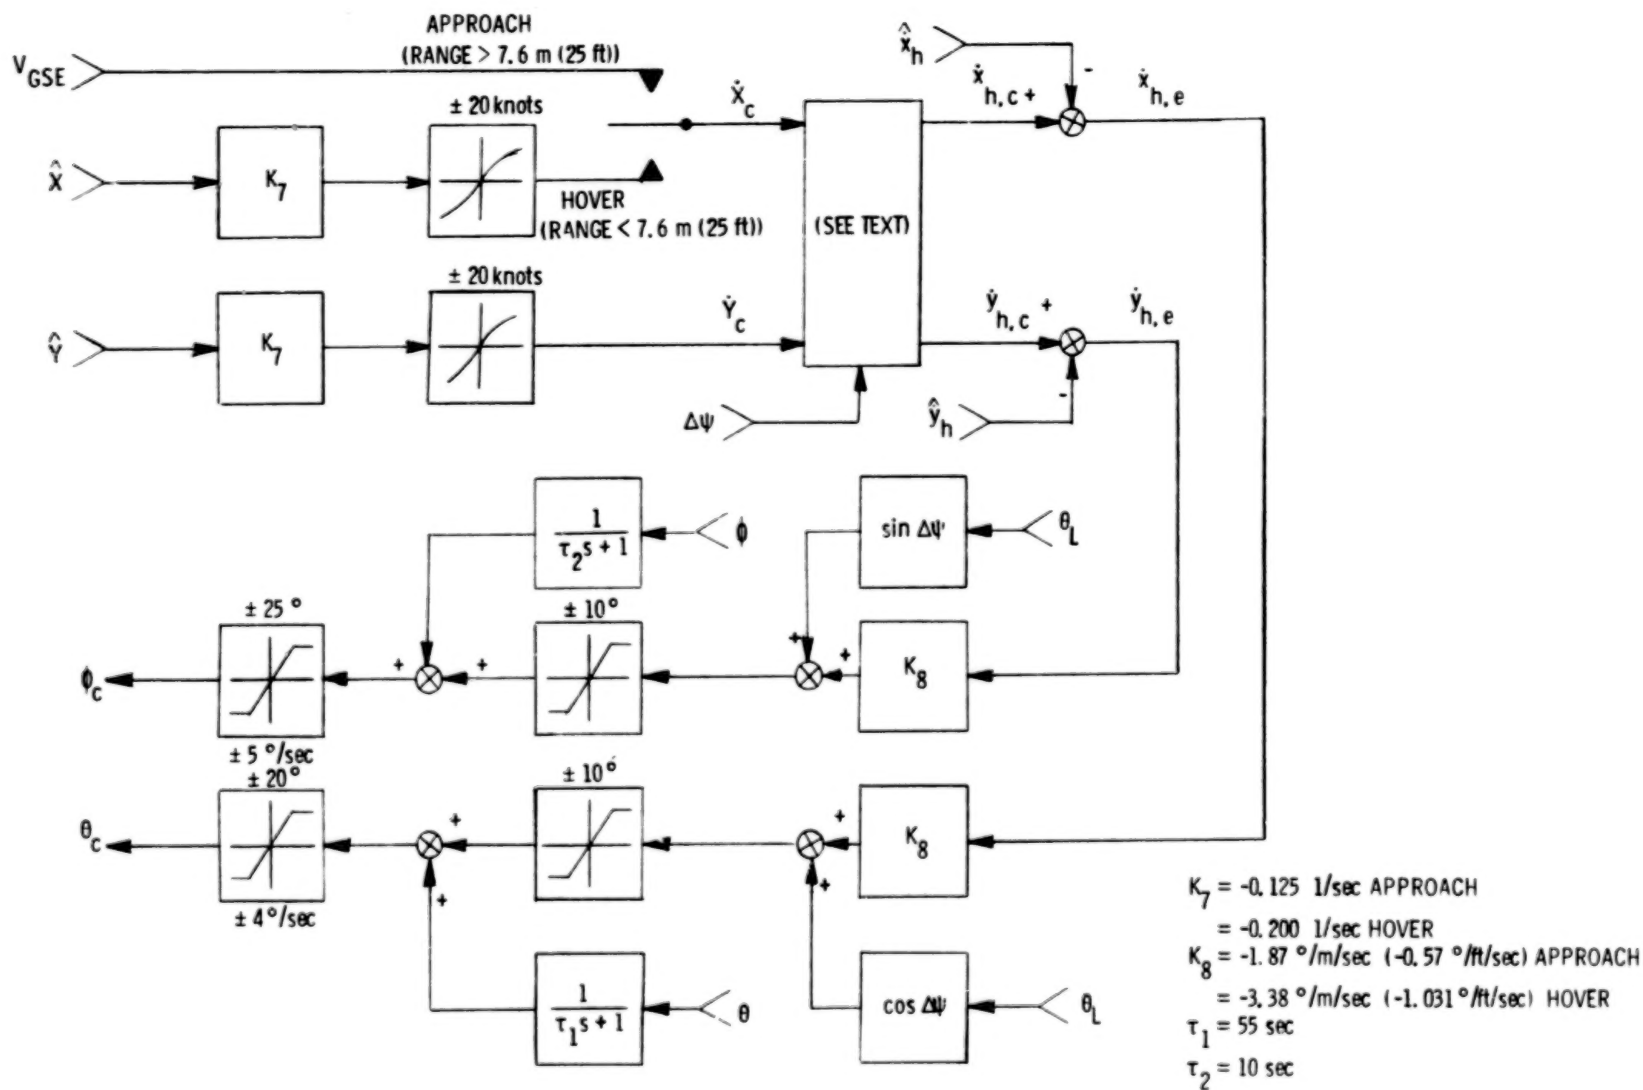 APPROACH
(RANGE > 7.6 m (25 ft))
V_GSE
± 20 knots
X̂
K_7
HOVER
(RANGE < 7.6 m (25 ft))
Ẋ_c
(SEE TEXT)
x̂̇_h
-
ẋ_h,c +
ẋ_h,e
± 20 knots
Ŷ
K_7
Ẏ_c
ẏ_h,c +
ẏ_h,e
Δψ
ŷ̇_h
-
1
τ_2 s + 1
ϕ
sin Δψ
θ_L
± 25 °
± 10 °
ϕ_c
+
+
+
+
K_8
± 5 °/sec
± 20 °
± 10 °
θ_c
+
+
K_8
± 4 °/sec
+
+
1
τ_1 s + 1
θ
cos Δψ
θ_L
K_7 = -0.125 1/sec APPROACH
= -0.200 1/sec HOVER
K_8 = -1.87 °/m/sec (-0.57 °/ft/sec) APPROACH
= -3.38 °/m/sec (-1.031 °/ft/sec) HOVER
τ_1 = 55 sec
τ_2 = 10 sec